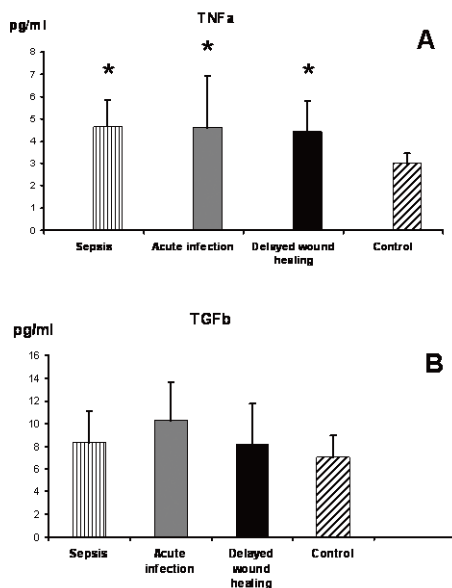 TNFa
pg/ml
A
* * *
8
7
6
5
4
3
2
1
0
Sepsis Acute infection Delayed wound healing Control
TGFb
pg/ml
B
16
14
12
10
8
6
4
2
0
Sepsis Acute infection Delayed wound healing Control